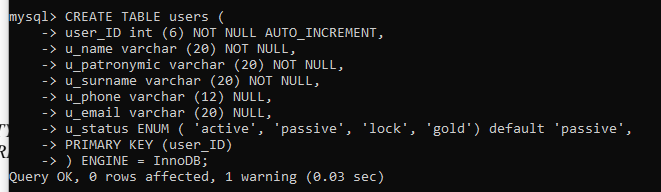 mysql> CREATE TABLE users (
-> user_ID int (6) NOT NULL AUTO_INCREMENT,
-> u_name varchar (20) NOT NULL,
-> u_patronymic varchar (20) NOT NULL,
-> u_surname varchar (20) NOT NULL,
-> u_phone varchar (12) NULL,
-> u_email varchar (20) NULL,
-> u_status ENUM ( 'active', 'passive', 'lock', 'gold') default 'passive',
-> PRIMARY KEY (user_ID)
-> ) ENGINE = InnoDB;
Query OK, 0 rows affected, 1 warning (0.03 sec)